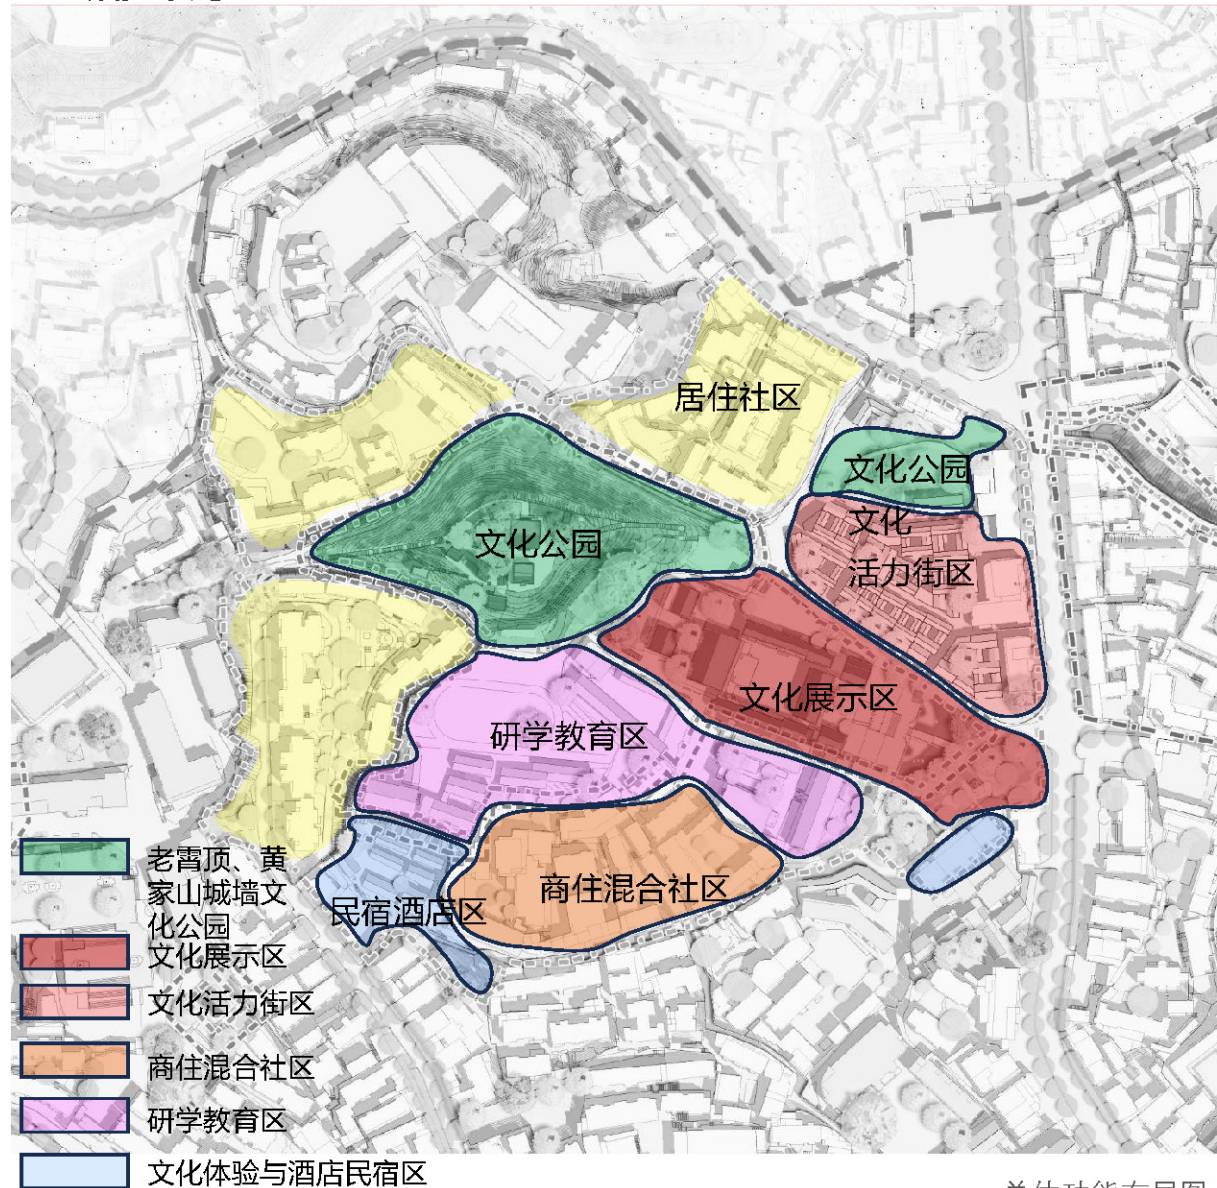 居住社区
文化公园
文化
活力街区
文化公园
文化展示区
研学教育区
商住混合社区
民宿酒店区
老霄顶、黄
家山城墙文
化公园
文化展示区
文化活力街区
商住混合社区
研学教育区
文化体验与酒店民宿区